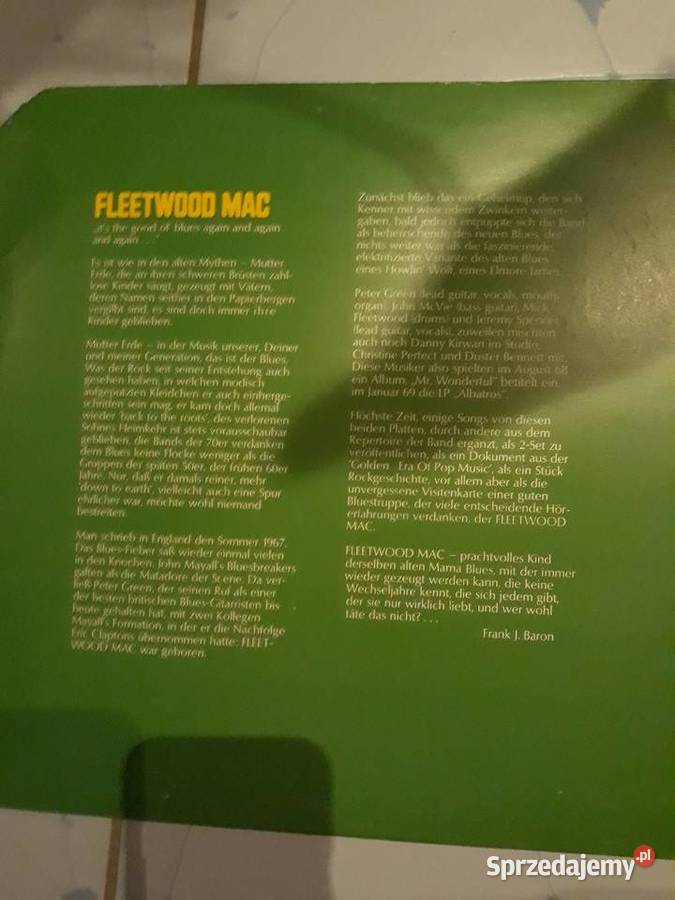 FLEETWOOD MAC
„it's the good of blues again and again
and again . . ."
Es ist wie in den alten Mythen – Mutter
Erde, die an ihren schweren Brüsten zahl-
lose Kinder säugt, gezeugt mit Vätern,
deren Namen seither in den Papierbergen
vergibt sind, es sind doch immer ihre
Kinder geblieben.
Mutter Erde – in der Musik unserer, Deiner
und meiner Generation, das ist der Blues.
Was der Rock seit seiner Entstehung auch
gesehen haben, in welchen modisch
aufgeputzten Kleidchen er auch einherge-
schritten sein mag, er kam doch allemal
wieder 'back to the roots', des verlorenen
Sohnes Heimkehr ist stets vorausschaubar
geblieben, die Bands der 70er verdanken
dem Blues keine Flocke weniger als die
Gruppen der späten 50er, der frühen 60er
Jahre. Nur, daß er damals reiner, mehr
'down to earth', vielleicht auch eine Spur
ehrlicher war, möchte wohl niemand
bestreiten.
Man schrieb in England den Sommer 1967.
Das Blues-Fieber saß wieder einmal vielen
in den Knochen. John Mayall's Bluesbreakers
galten als die Matadore der Scene. Da ver-
ließ Peter Green, der seinen Ruf als einer
der besten britischen Blues-Gitarristen bis
heute gehalten hat, mit zwei Kollegen
Mayall's Formation, in der er die Nachfolge
Eric Claptons übernommen hatte: FLEET-
WOOD MAC war geboren.
Zunächst blieb das ein Geheimtip, den sich
Kenner mit wissendem Zwinkern weiter-
gaben, bald jedoch entpuppte sich die Band
als beherrschende des neuen Blues, der
nichts weiter war als die faszinierende,
elektrifizierte Variante des alten Blues
eines Howlin' Wolf, eines Elmore James.
Peter Green (lead guitar, vocals, mouth
organ), John McVie (bass guitar), Mick
Fleetwood (drums) und Jeremy Spencer
(lead guitar, vocals), zuweilen mischten
auch noch Danny Kirwan im Studio,
Christine Perfect und Duster Bennett mit.
Diese Musiker also spielten im August 68
ein Album, „Mr. Wonderful" betitelt ein,
im Januar 69 die LP „Albatros".
Höchste Zeit, einige Songs von diesen
beiden Platten, durch andere aus dem
Repertoire der Band ergänzt, als 2-Set zu
veröffentlichen, als ein Dokument aus der
'Golden Era Of Pop Music', als ein Stück
Rockgeschichte, vor allem aber als die
unvergessene Visitenkarte einer guten
Bluestruppe, der viele entscheidende Hör-
erfahrungen verdanken, der FLEETWOOD
MAC.
FLEETWOOD MAC – prachtvolles Kind
derselben alten Mama Blues, mit der immer
wieder gezeugt werden kann, die keine
Wechseljahre kennt, die sich jedem gibt,
der sie nur wirklich liebt, und wer wohl
täte das nicht? . . .
Frank J. Baron
Sprzedajemy.pl